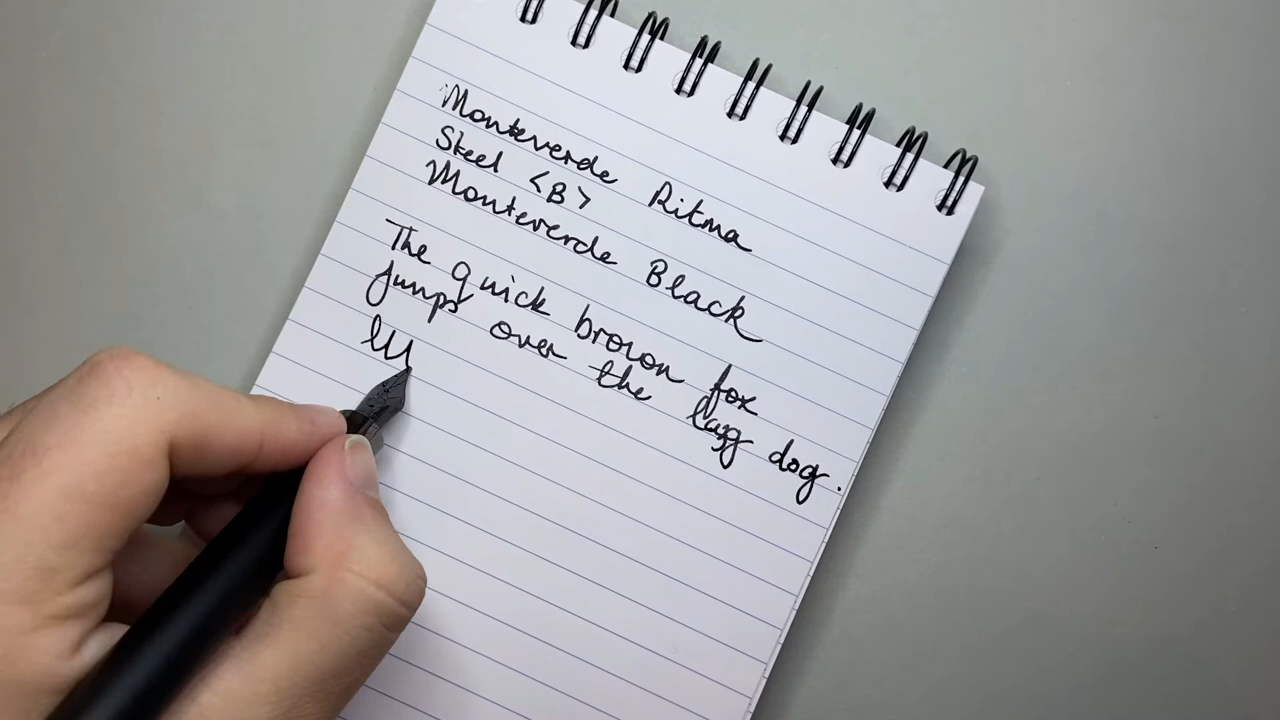 Monteverde Ritma
Steel <B>
Monteverde Black
The quick brown fox
jumps over the lazy dog.